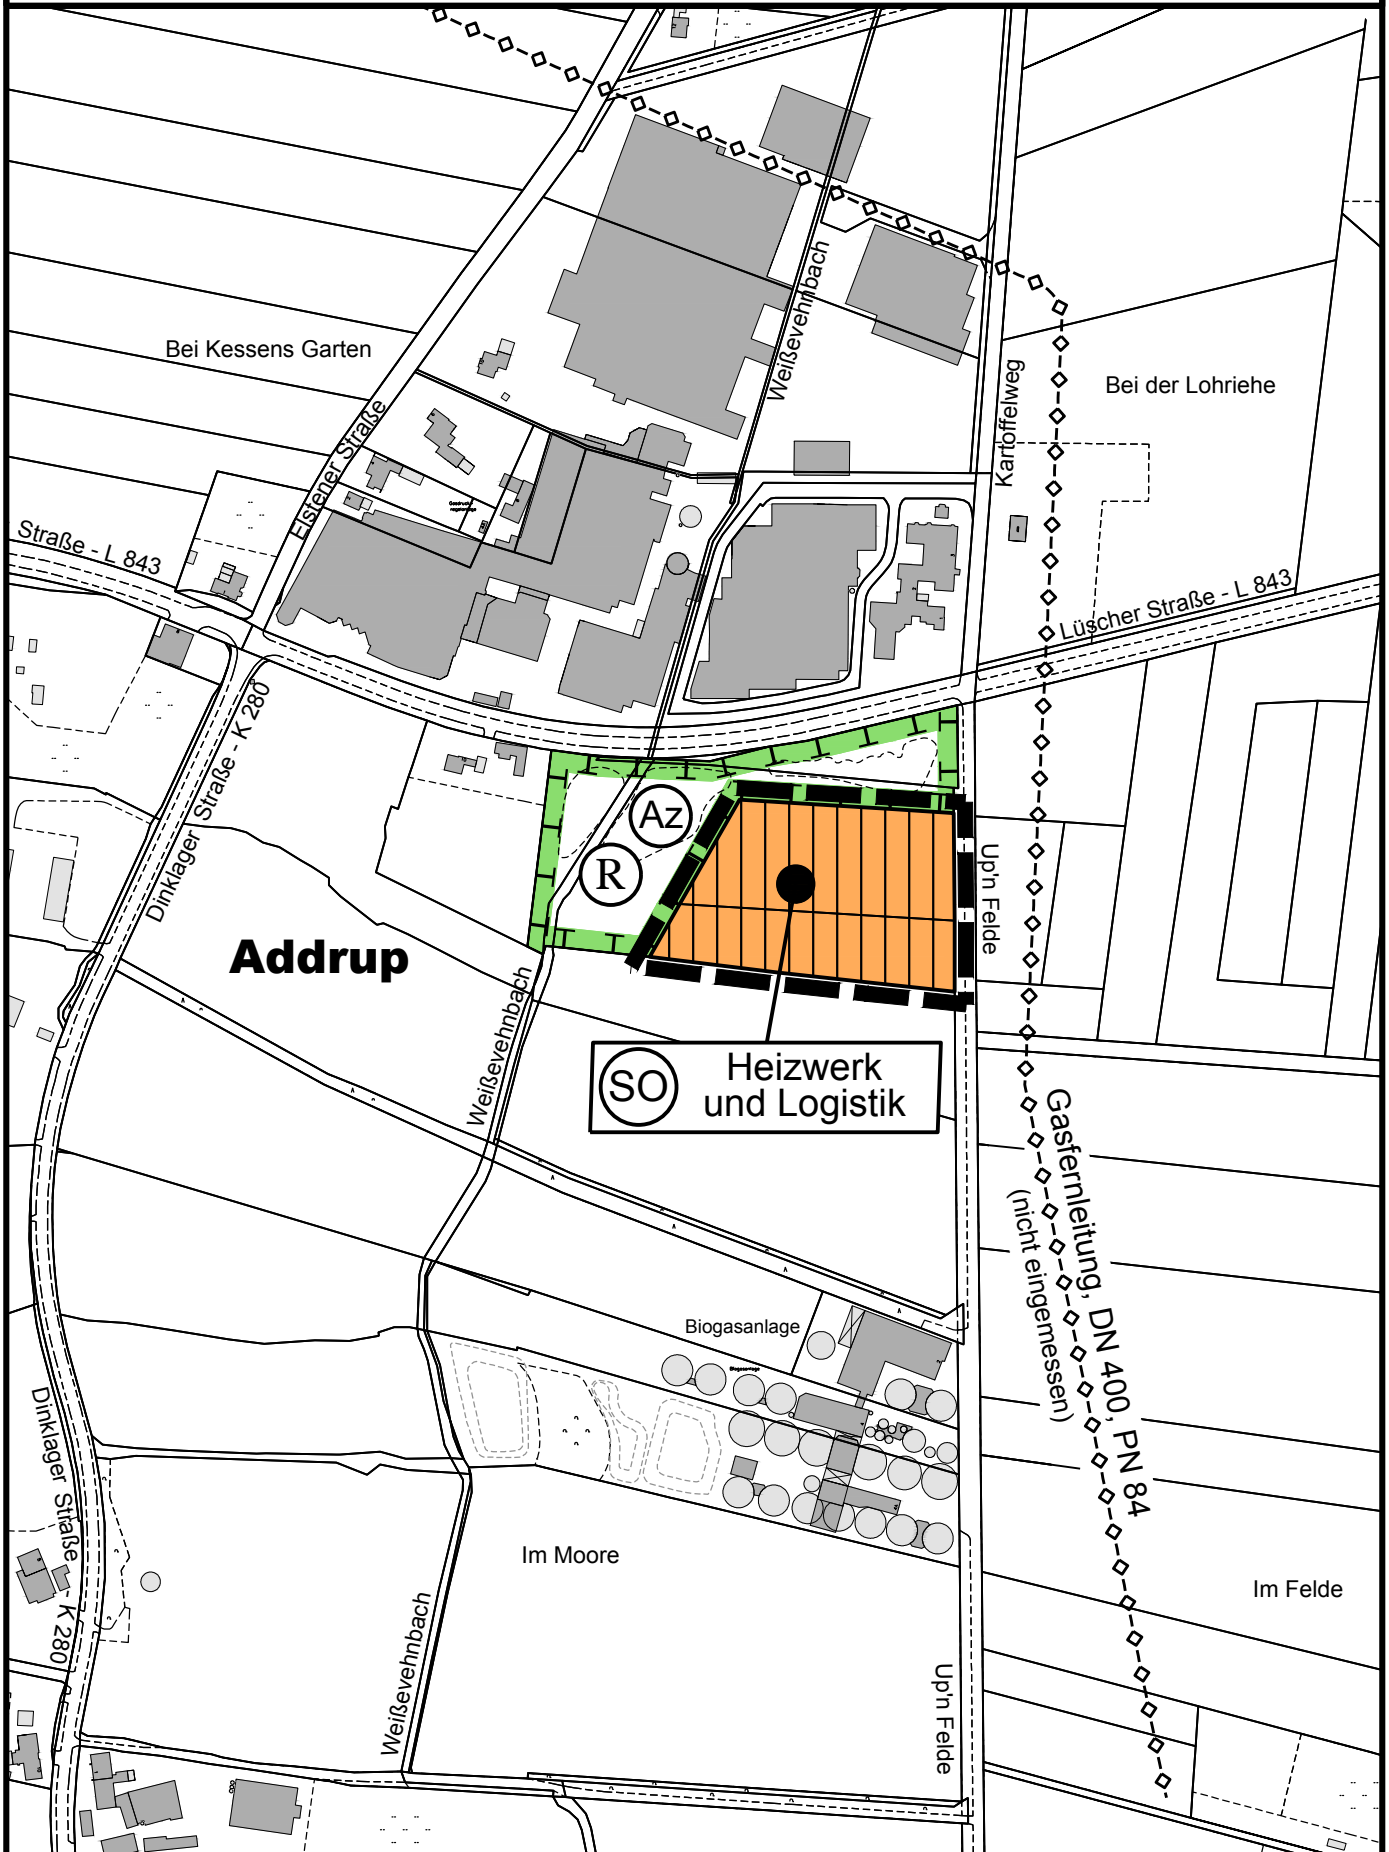 Weißevehnbach
Bei Kessens Garten
Kartoffelweg
Bei der Lohriehe
Elstener Straße
Straße - L 843
Lüscher Straße - L 843
Dinklager Straße - K 280
Az
R
Up'n Felde
Addrup
Weißevehnbach
SO
Heizwerk
und Logistik
Gasfernleitung, DN 400, PN 84
(nicht eingemessen)
Biogasanlage
Biogasanlage
Dinklager Straße - K 280
Im Moore
Im Felde
Weißevehnbach
Up'n Felde